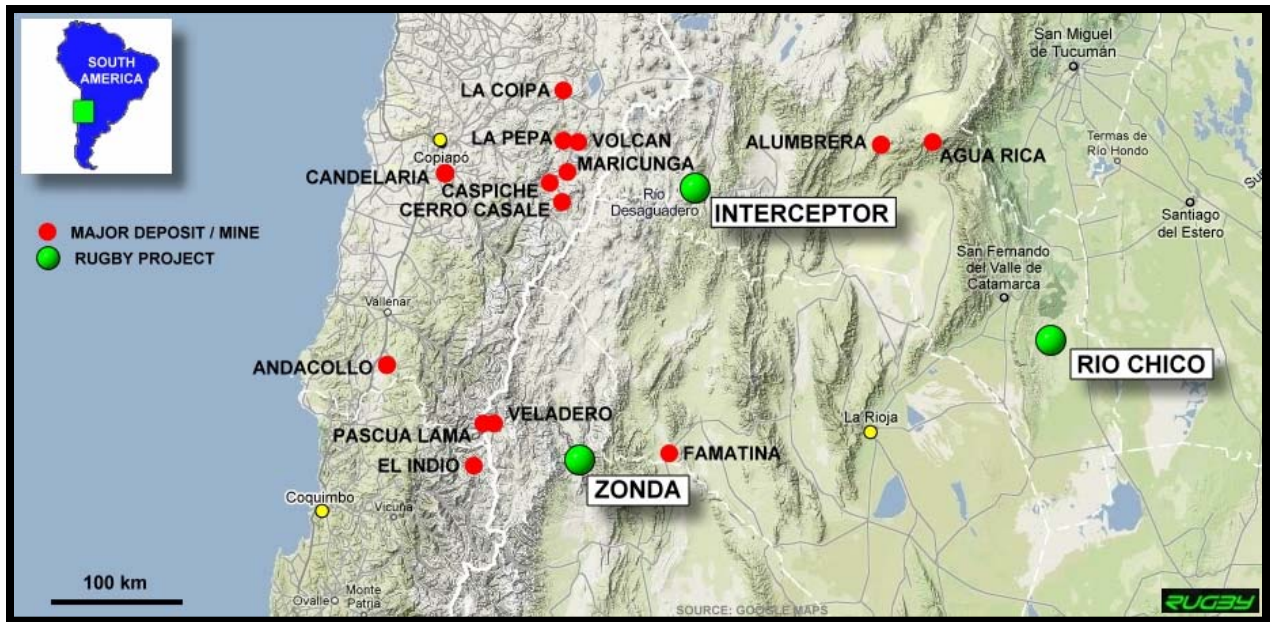 SOUTH
AMERICA
MAJOR DEPOSIT / MINE
RUGBY PROJECT
LA COIPA
LA PEPA
VOLCAN
MARICUNGA
Copiapó
CANDELARIA
CASPICHE
CERRO CASALE
Río
Desaguadero
INTERCEPTOR
ALUMBRERA
AGUA RICA
San Miguel
de Tucumán
Termas de
Río Hondo
Santiago
del Estero
San Fernando
del Valle de
Catamarca
RIO CHICO
Vallenar
ANDACOLLO
VELADERO
PASCUA LAMA
EL INDIO
ZONDA
FAMATINA
La Rioja
Coquimbo
Vicuña
Ovalle
Monte
Patria
100 km
SOURCE: GOOGLE MAPS
RUGBY